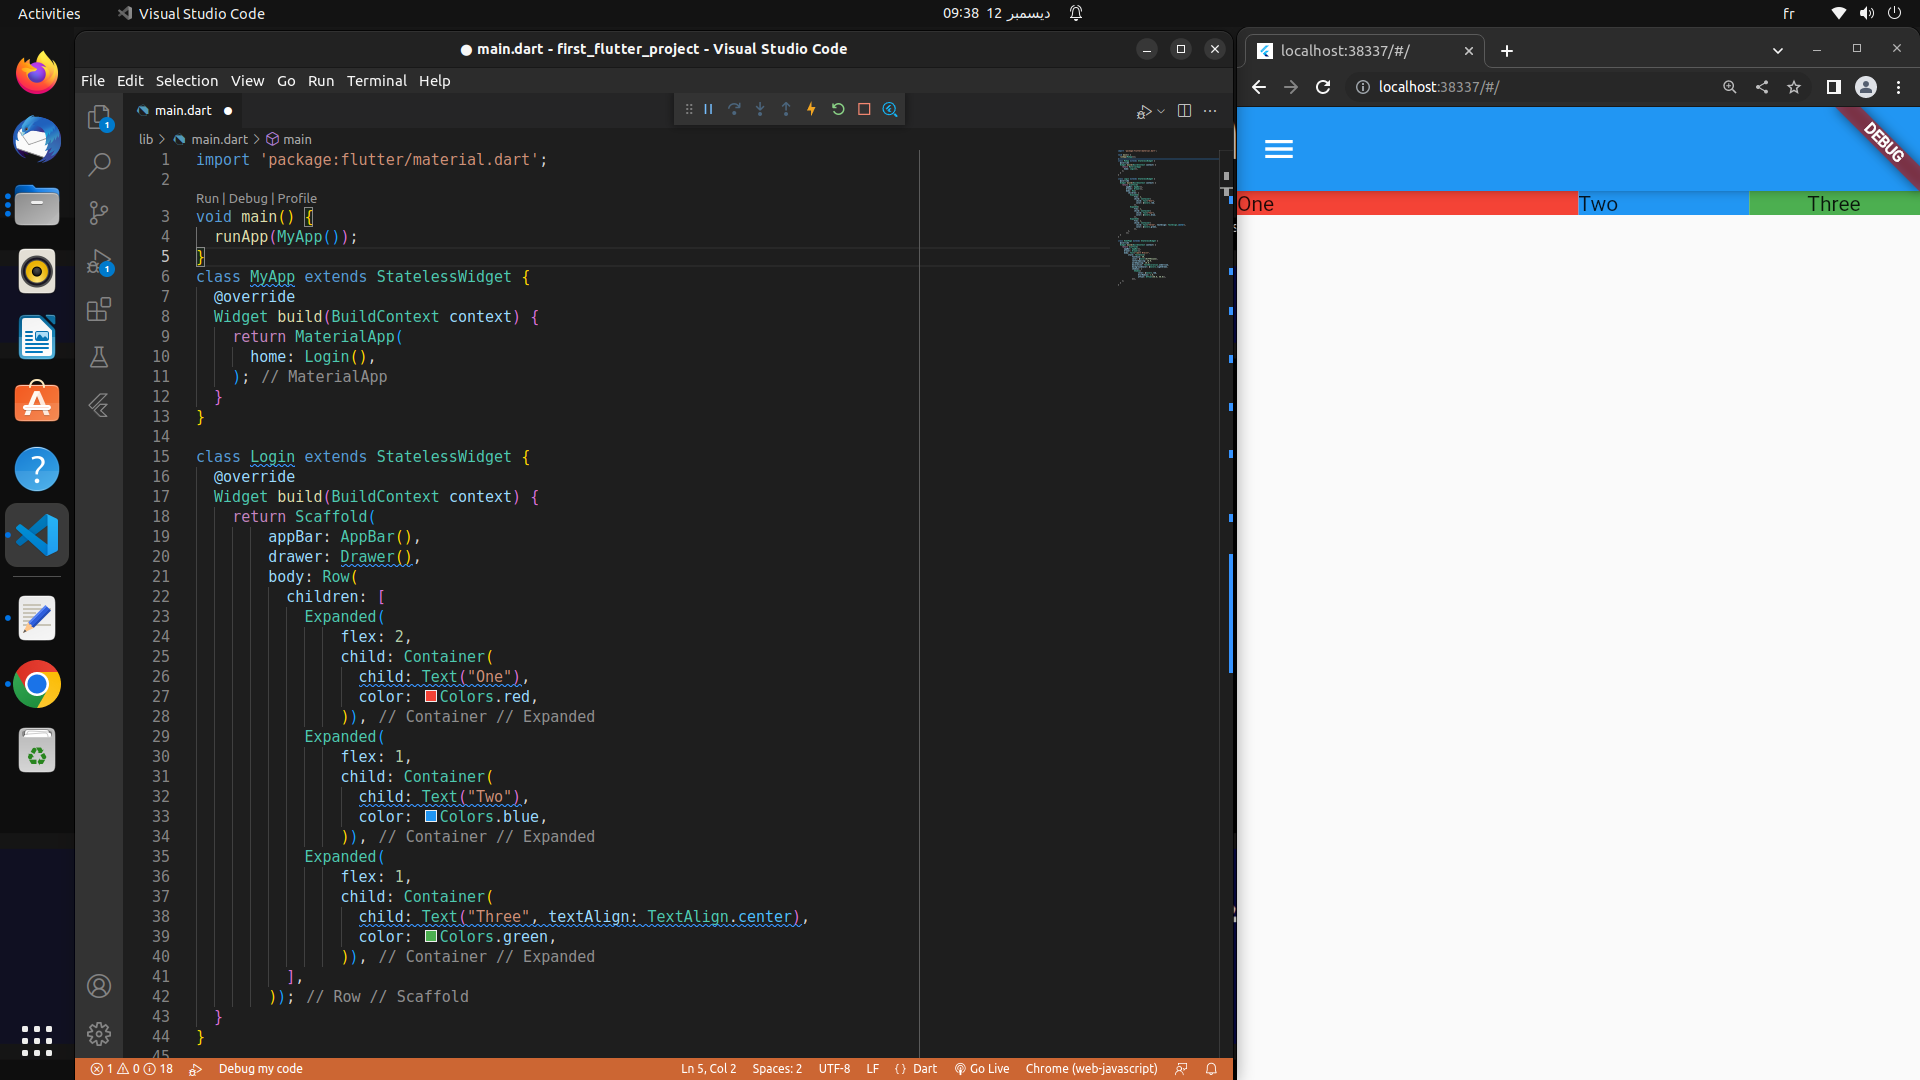 Activities
Visual Studio Code
09:38 12 ديسمبر
fr
● main.dart - first_flutter_project - Visual Studio Code
File Edit Selection View Go Run Terminal Help
main.dart
lib > main.dart > main
1 import 'package:flutter/material.dart';
2
Run | Debug | Profile
3 void main() {
4 runApp(MyApp());
5 }
6 class MyApp extends StatelessWidget {
7 @override
8 Widget build(BuildContext context) {
9 return MaterialApp(
10 home: Login(),
11 ); // MaterialApp
12 }
13 }
14
15 class Login extends StatelessWidget {
16 @override
17 Widget build(BuildContext context) {
18 return Scaffold(
19 appBar: AppBar(),
20 drawer: Drawer(),
21 body: Row(
22 children: [
23 Expanded(
24 flex: 2,
25 child: Container(
26 child: Text("One"),
27 color: Colors.red,
28 )), // Container // Expanded
29 Expanded(
30 flex: 1,
31 child: Container(
32 child: Text("Two"),
33 color: Colors.blue,
34 )), // Container // Expanded
35 Expanded(
36 flex: 1,
37 child: Container(
38 child: Text("Three", textAlign: TextAlign.center),
39 color: Colors.green,
40 )), // Container // Expanded
41 ],
42 )); // Row // Scaffold
43 }
44 }
45
1 0 18 Debug my code
Ln 5, Col 2 Spaces: 2 UTF-8 LF {} Dart Go Live Chrome (web-javascript)
localhost:38337/#/
localhost:38337/#/
DEBUG
One Two Three